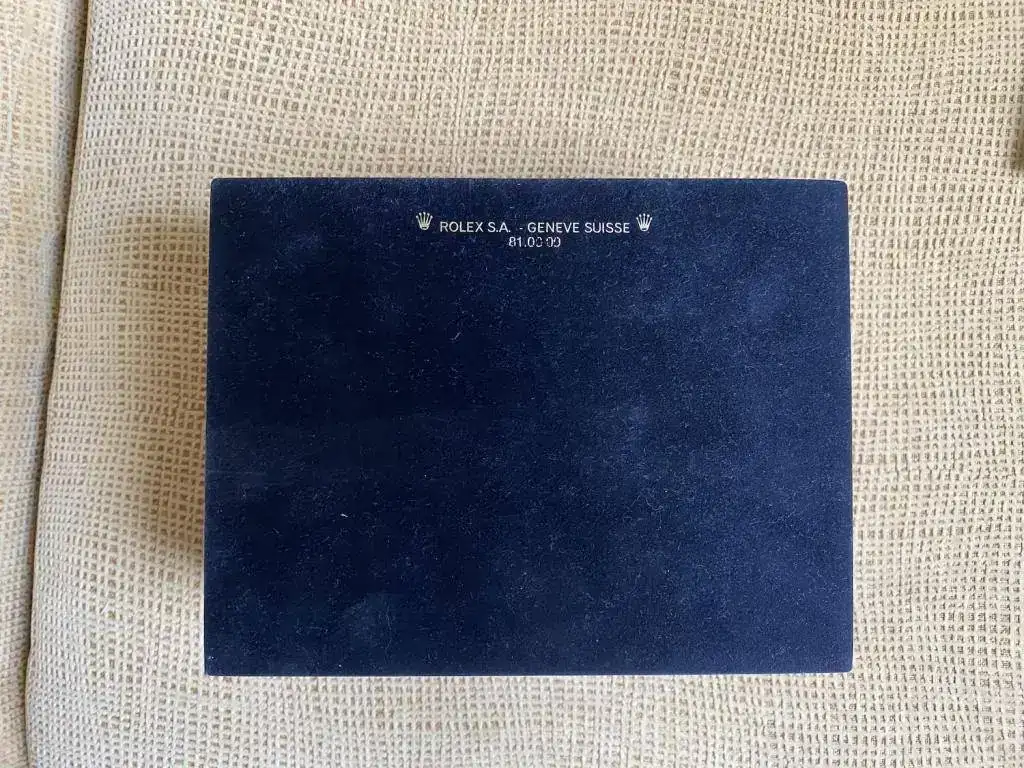 ROLEX S.A. - GENEVE SUISSE
81.00.09